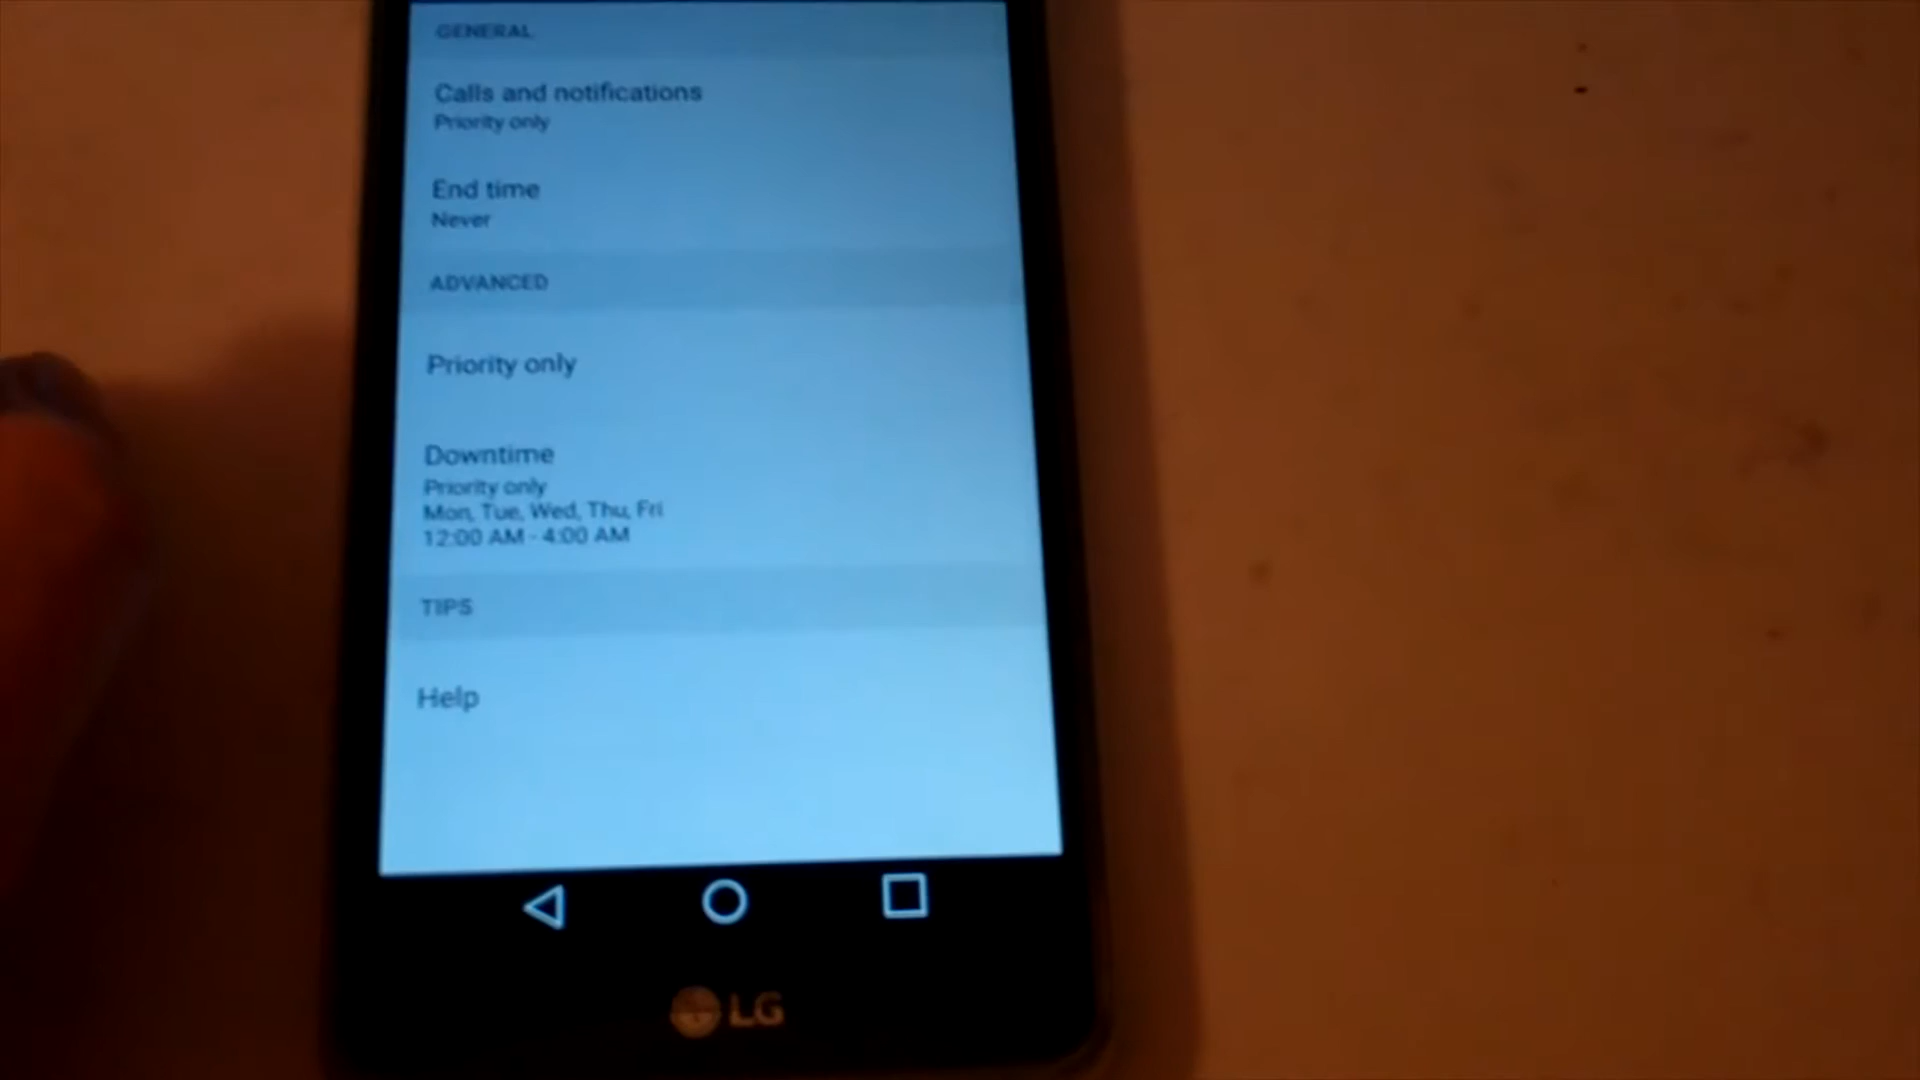 GENERAL
Calls and notifications
Priority only
End time
Never
ADVANCED
Priority only
Downtime
Priority only
Mon, Tue, Wed, Thu, Fri
12:00 AM - 4:00 AM
TIPS
Help
LG